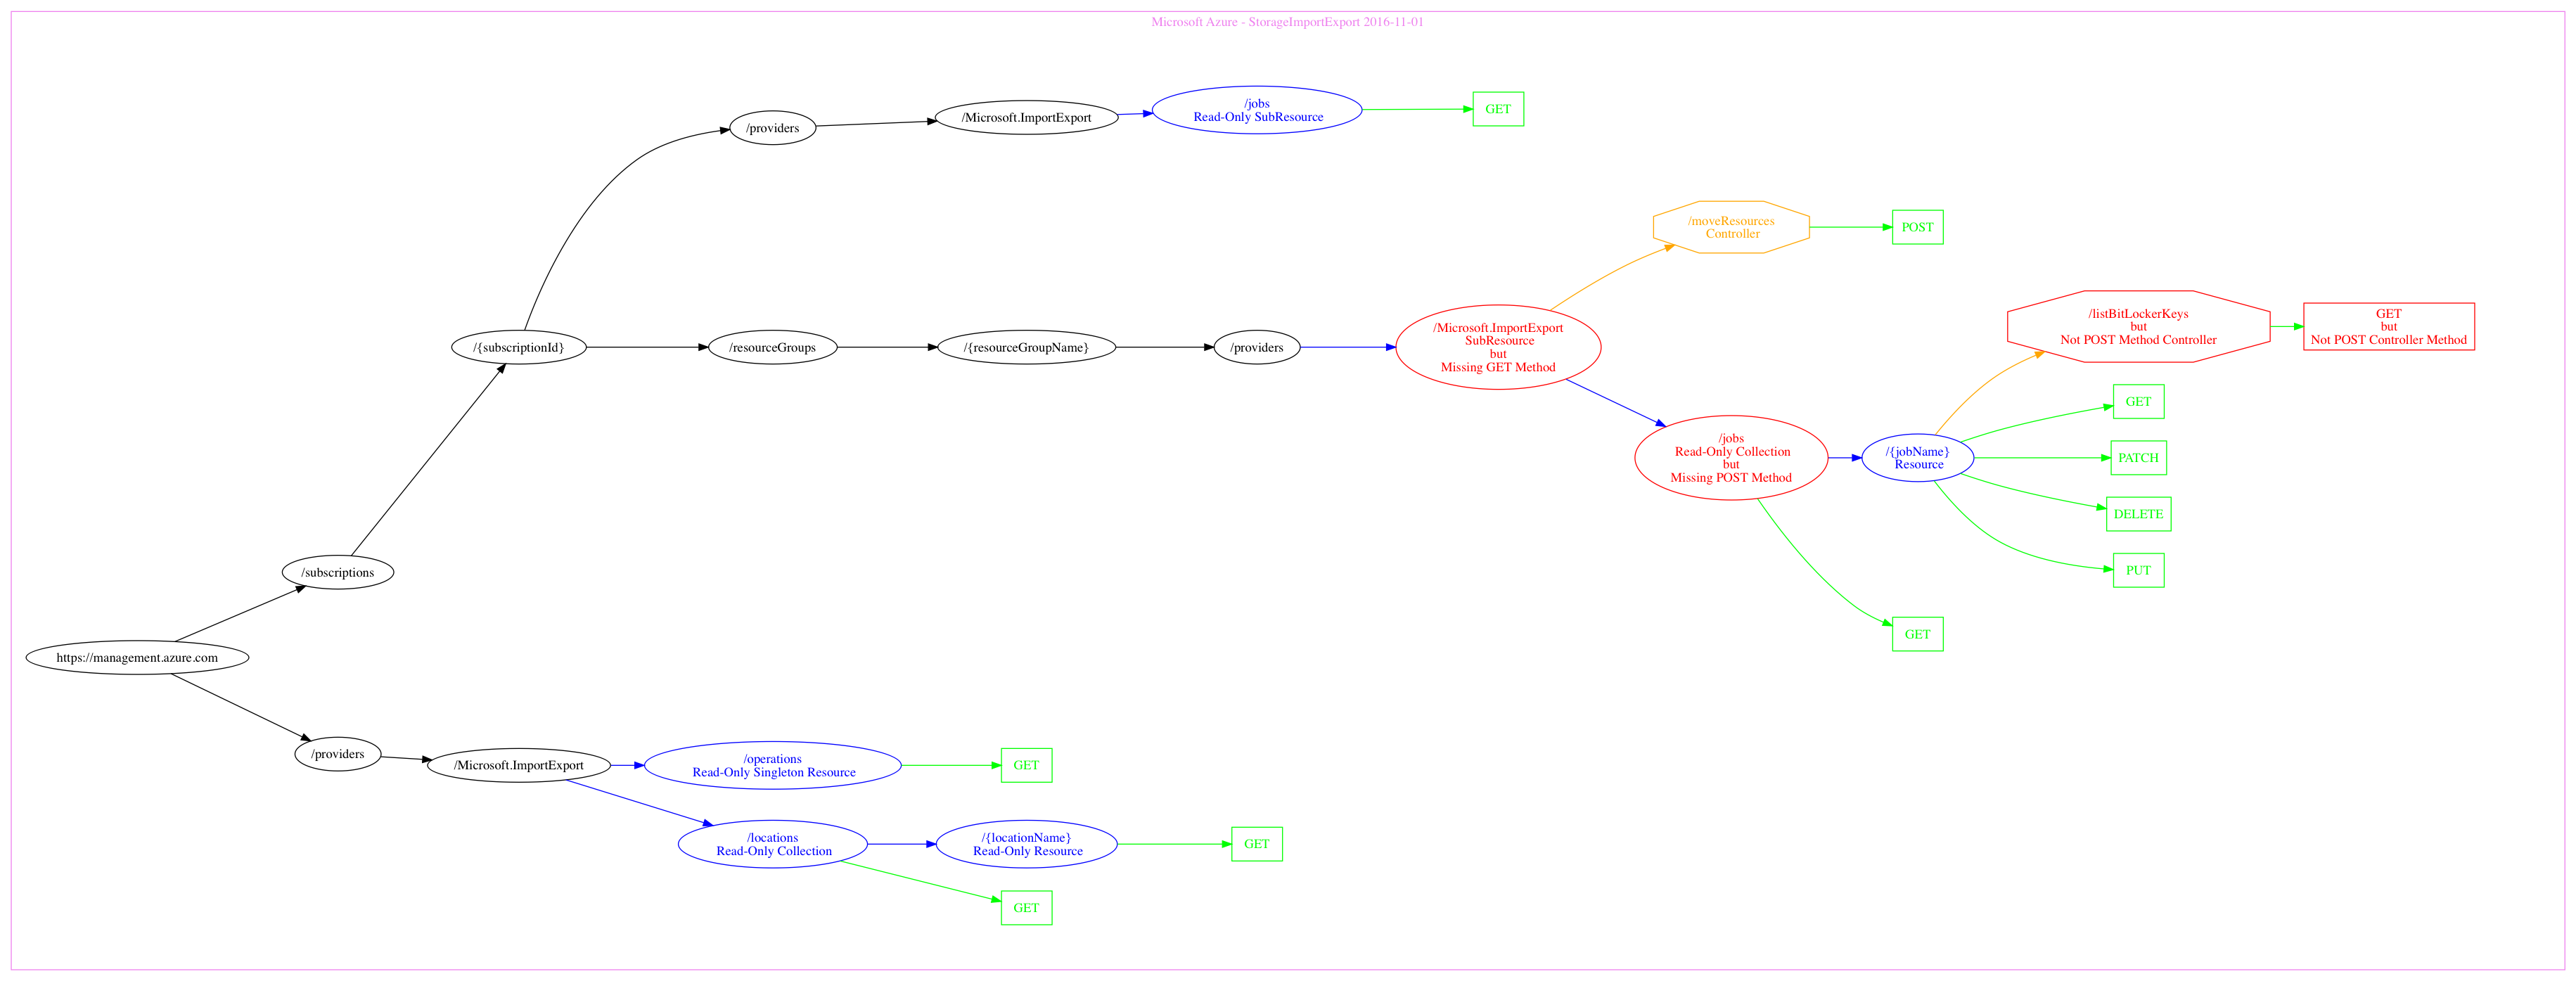 Microsoft Azure - StorageImportExport 2016-11-01
/jobs
Read-Only SubResource
GET
/providers
/Microsoft.ImportExport
/moveResources
Controller
POST
/listBitLockerKeys
but
Not POST Method Controller
GET
but
Not POST Controller Method
/{subscriptionId}
/resourceGroups
/{resourceGroupName}
/providers
/Microsoft.ImportExport
SubResource
but
Missing GET Method
GET
/jobs
Read-Only Collection
but
Missing POST Method
/{jobName}
Resource
PATCH
DELETE
PUT
/subscriptions
GET
https://management.azure.com
/providers
/Microsoft.ImportExport
/operations
Read-Only Singleton Resource
GET
/locations
Read-Only Collection
/{locationName}
Read-Only Resource
GET
GET